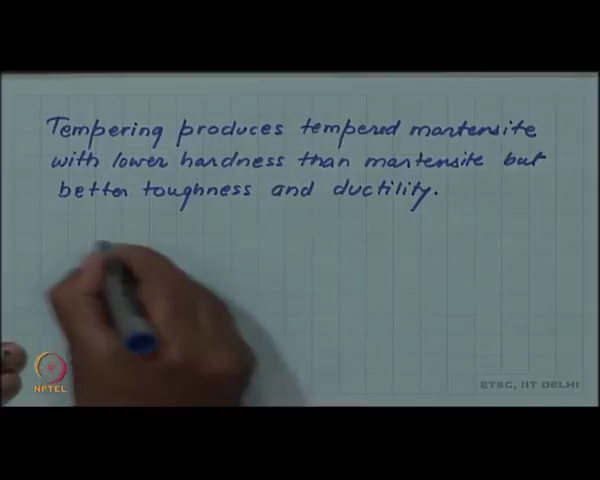 Tempering produces tempered martensite
with lower hardness than martensite but
better toughness and ductility.
NPTEL
ETSC, IIT DELHI